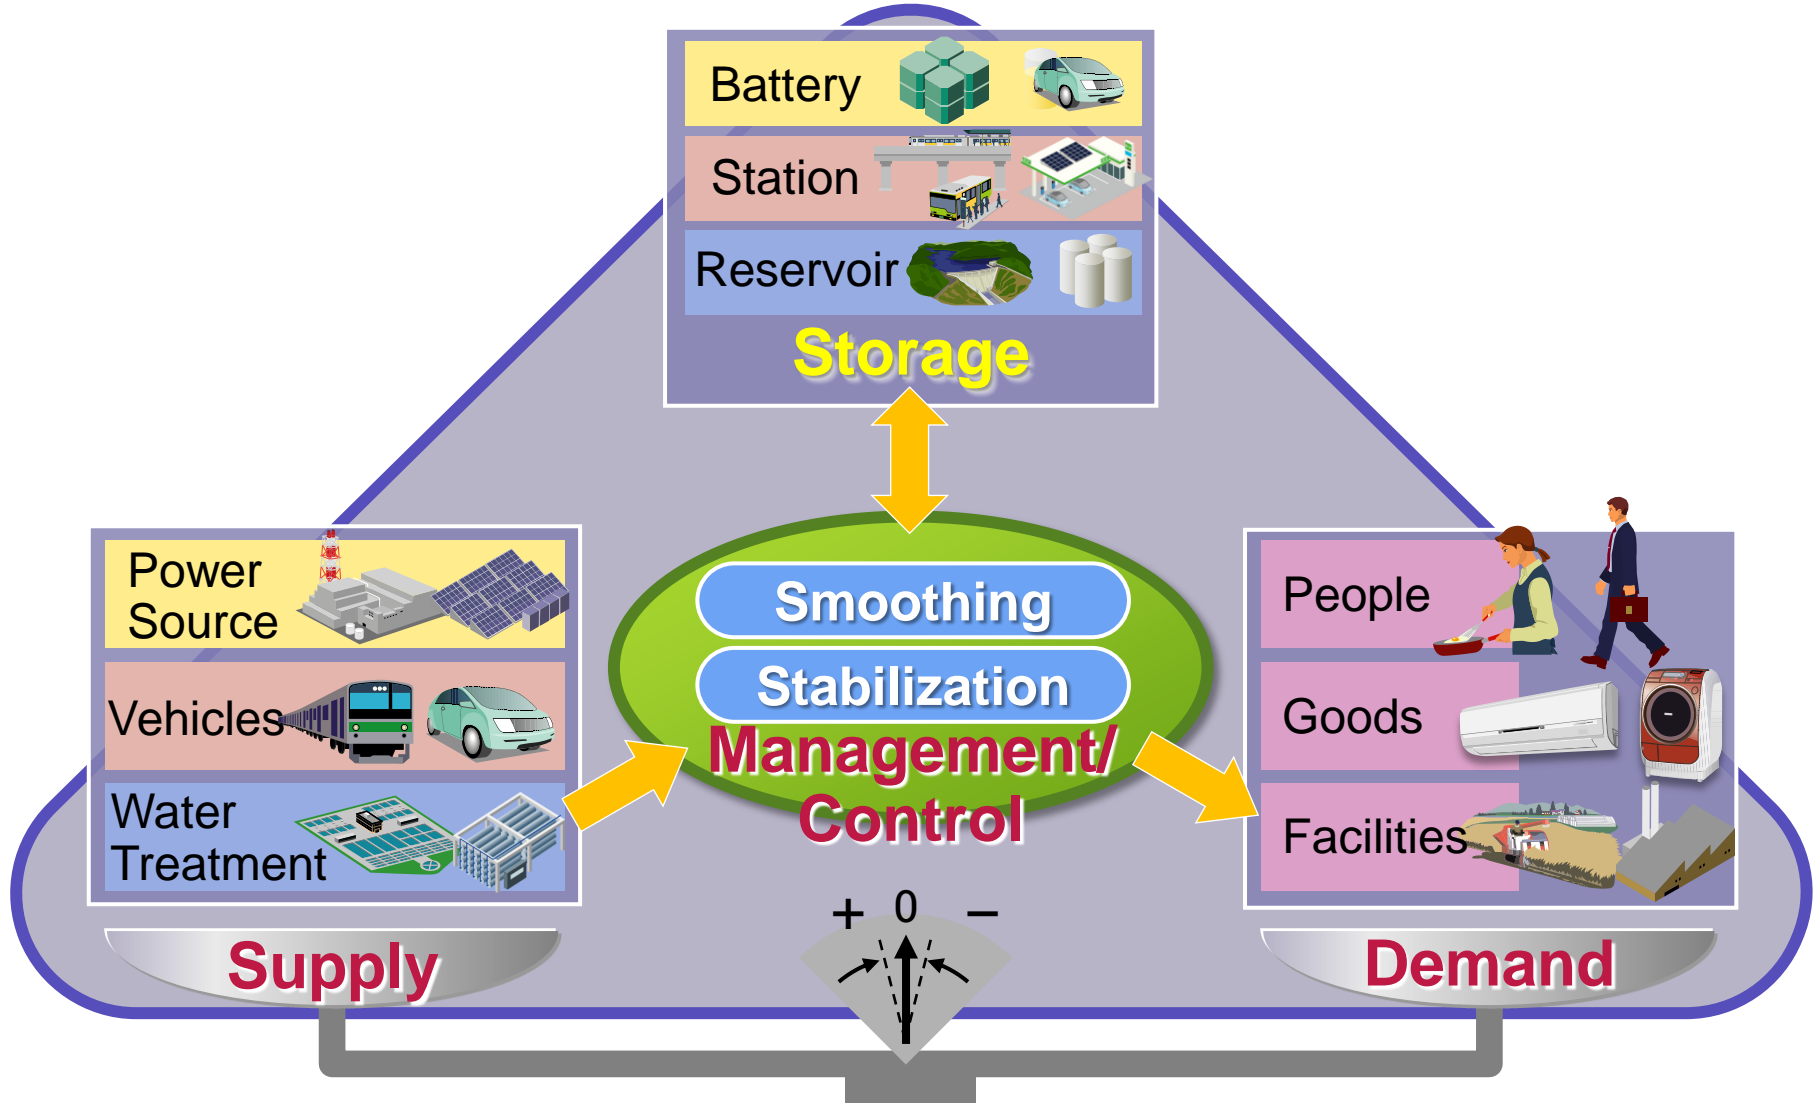 Battery
Station
Reservoir
Storage
Power
Source
Vehicles
Water
Treatment
Supply
Smoothing
Stabilization
Management/
Control
+ 0 −
People
Goods
Facilities
Demand